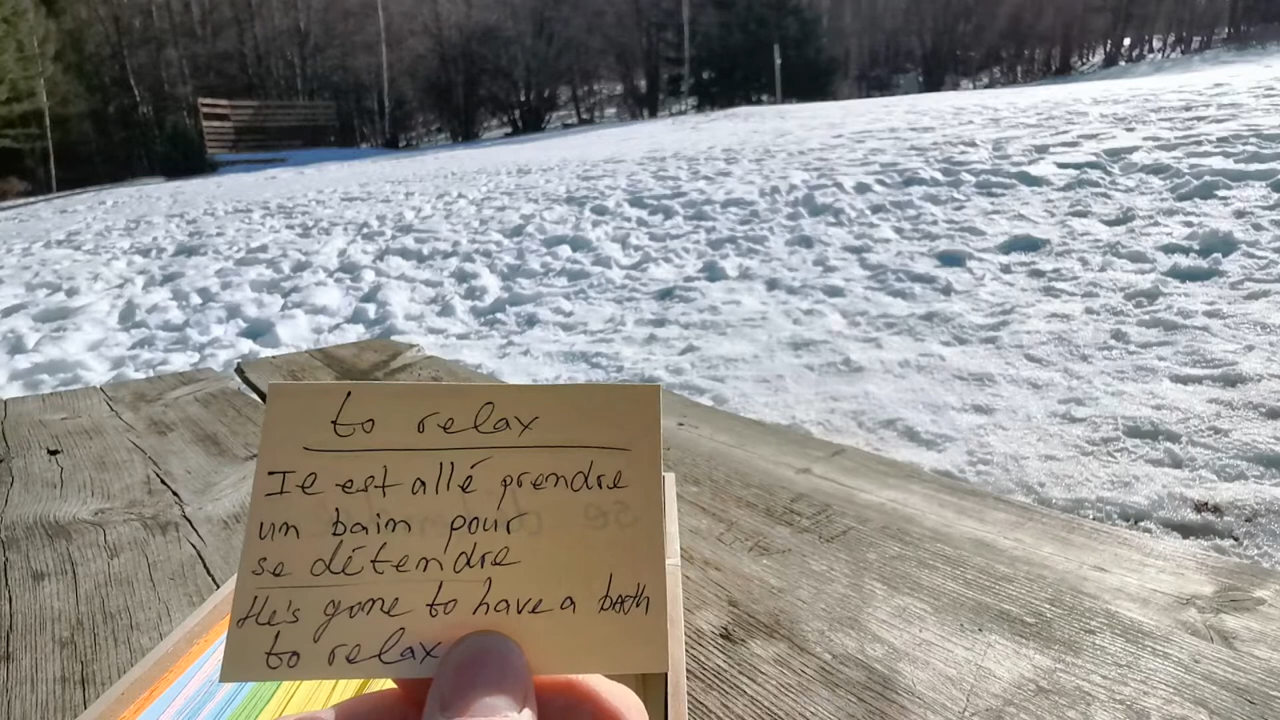 to relax
Il est allé prendre
un bain pour
se détendre
He's gone to have a bath
to relax